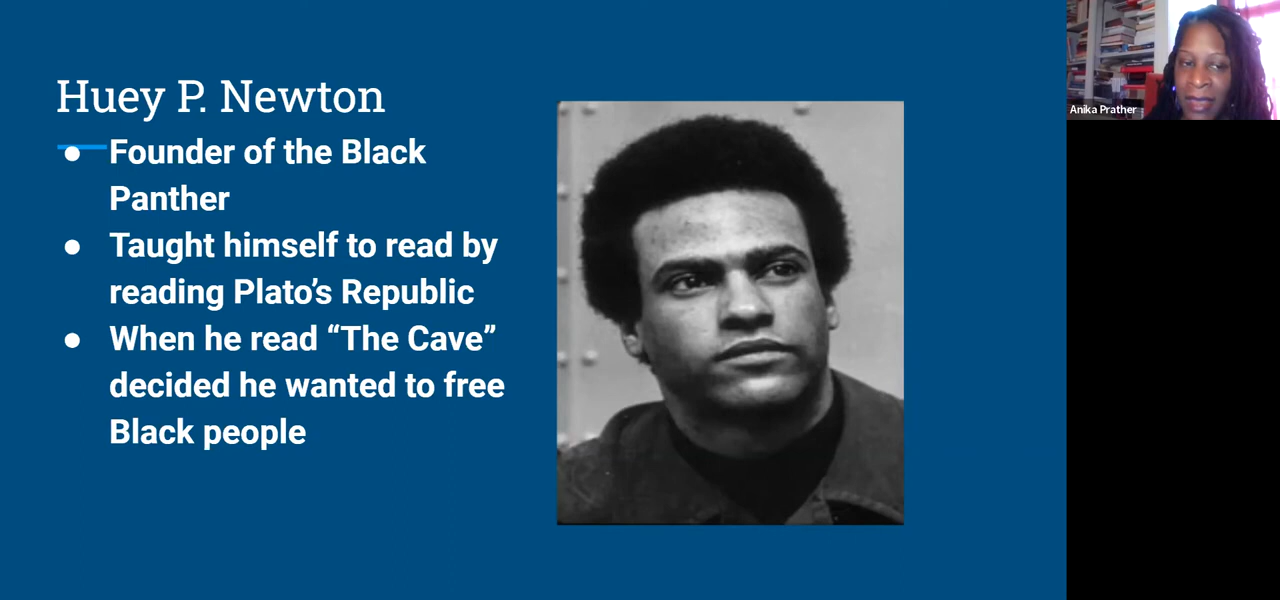 Huey P. Newton
● Founder of the Black
Panther
● Taught himself to read by
reading Plato’s Republic
● When he read “The Cave”
decided he wanted to free
Black people
Anika Prather